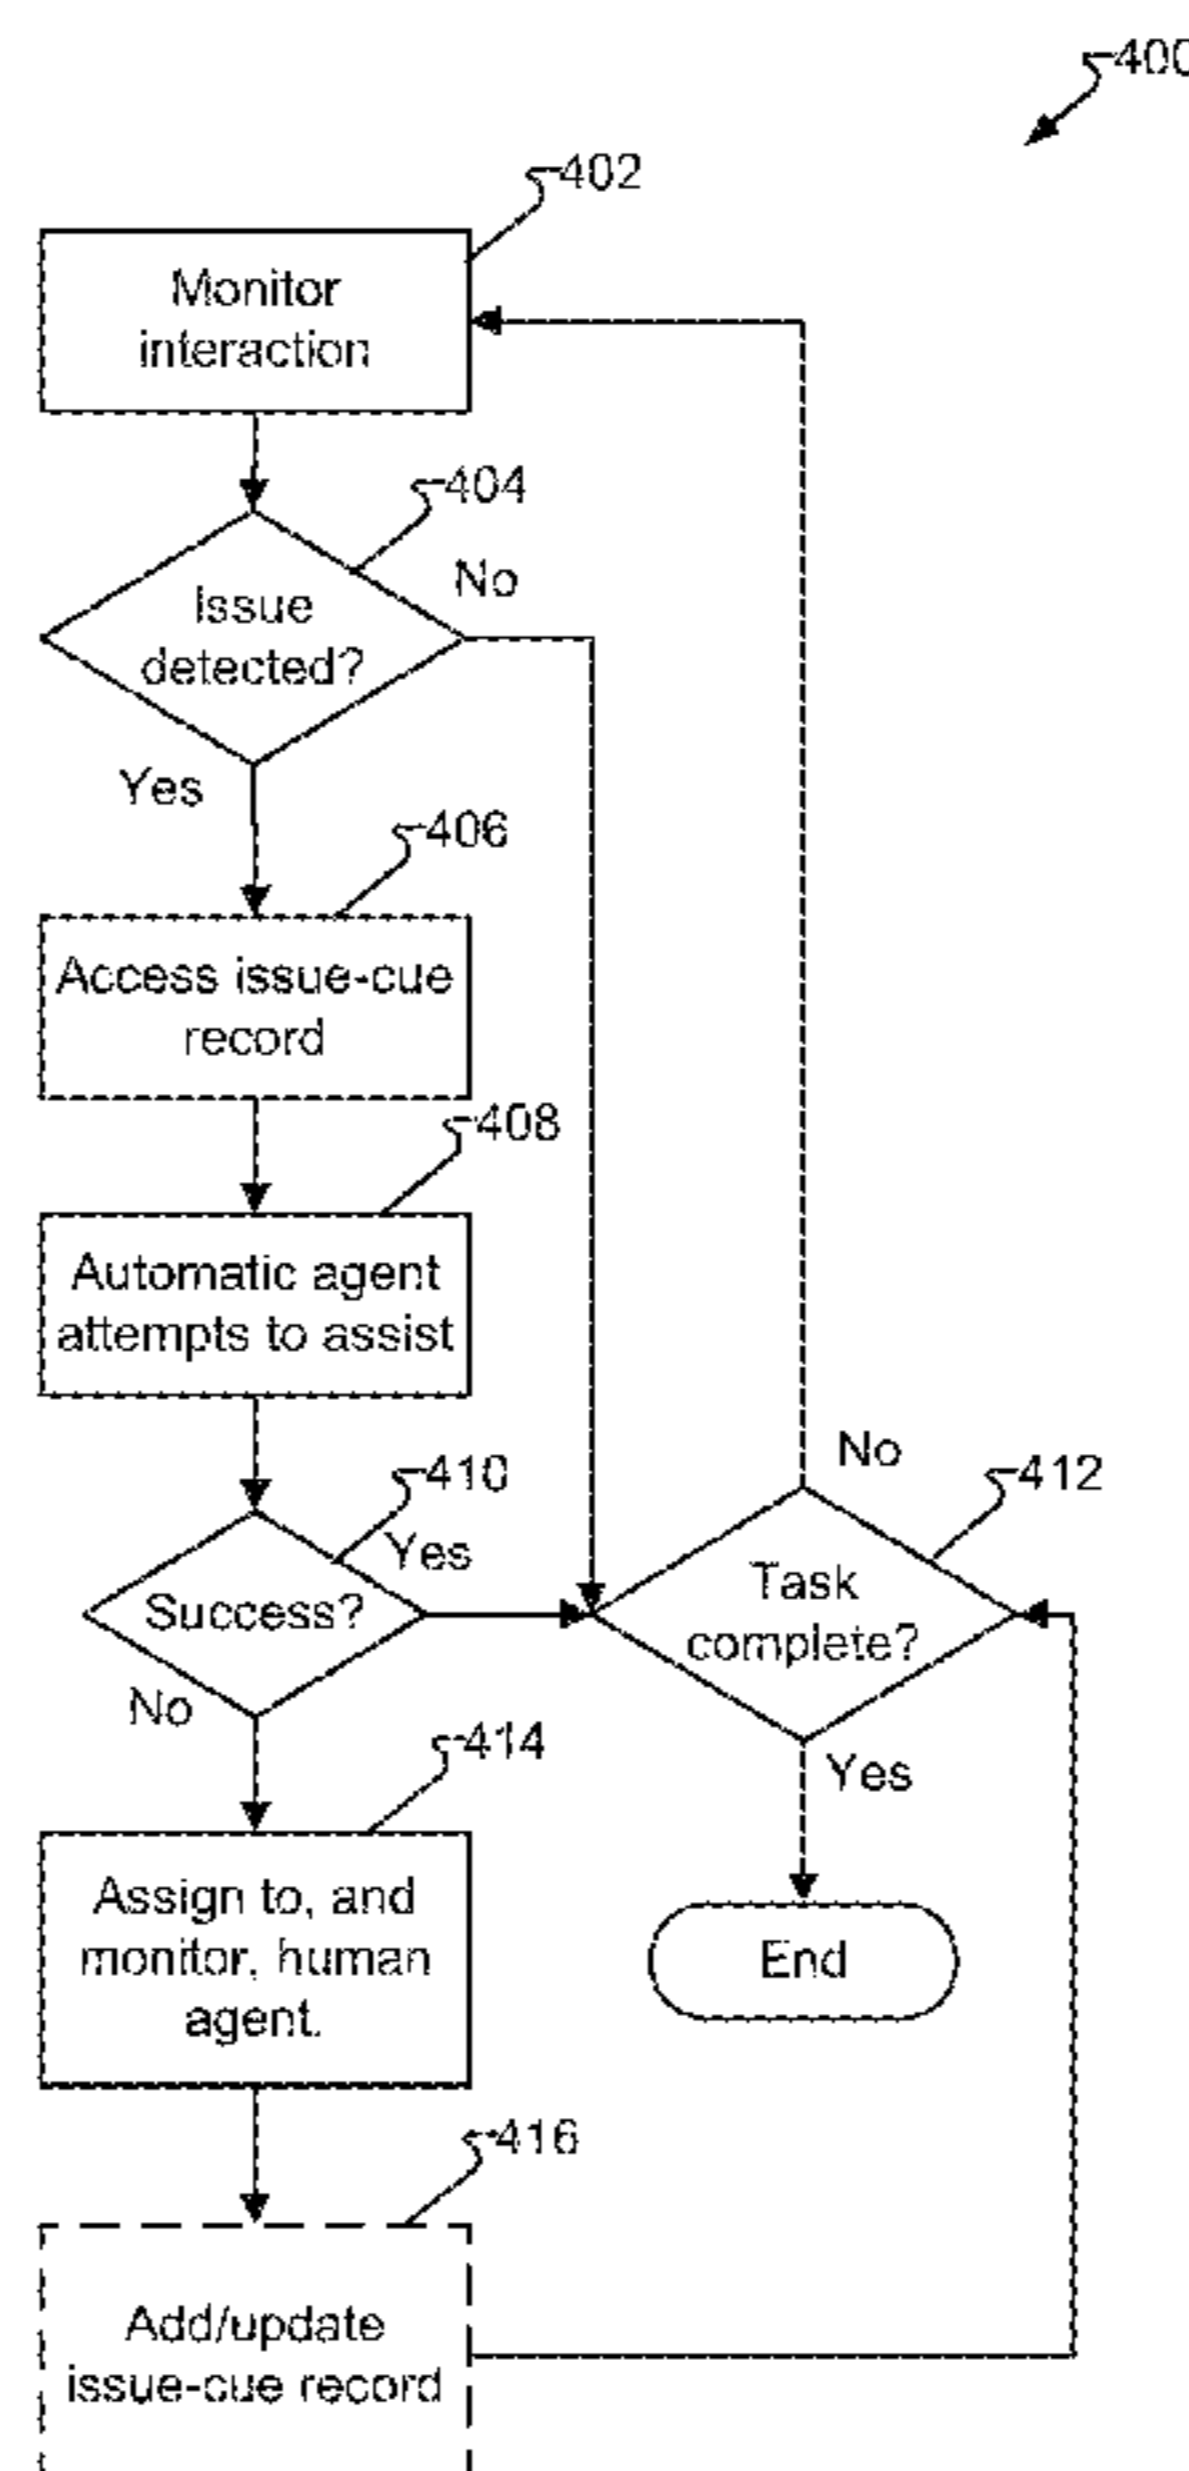 400
402
Monitor
interaction
404
No
Issue
detected?
Yes
406
Access issue-cue
record
408
Automatic agent
attempts to assist
410
Yes
Success?
No
No
412
Task
complete?
Yes
414
Assign to, and
monitor, human
agent.
End
416
Add/update
issue-cue record